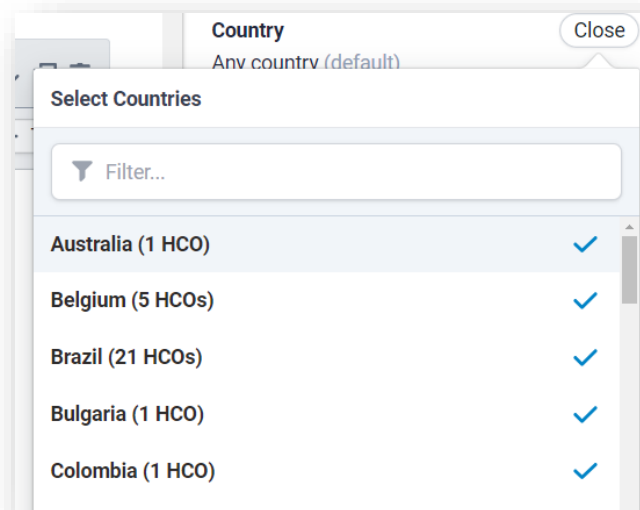 Country
Close
Any country (default)
Select Countries
Filter...
Australia (1 HCO)
Belgium (5 HCOs)
Brazil (21 HCOs)
Bulgaria (1 HCO)
Colombia (1 HCO)